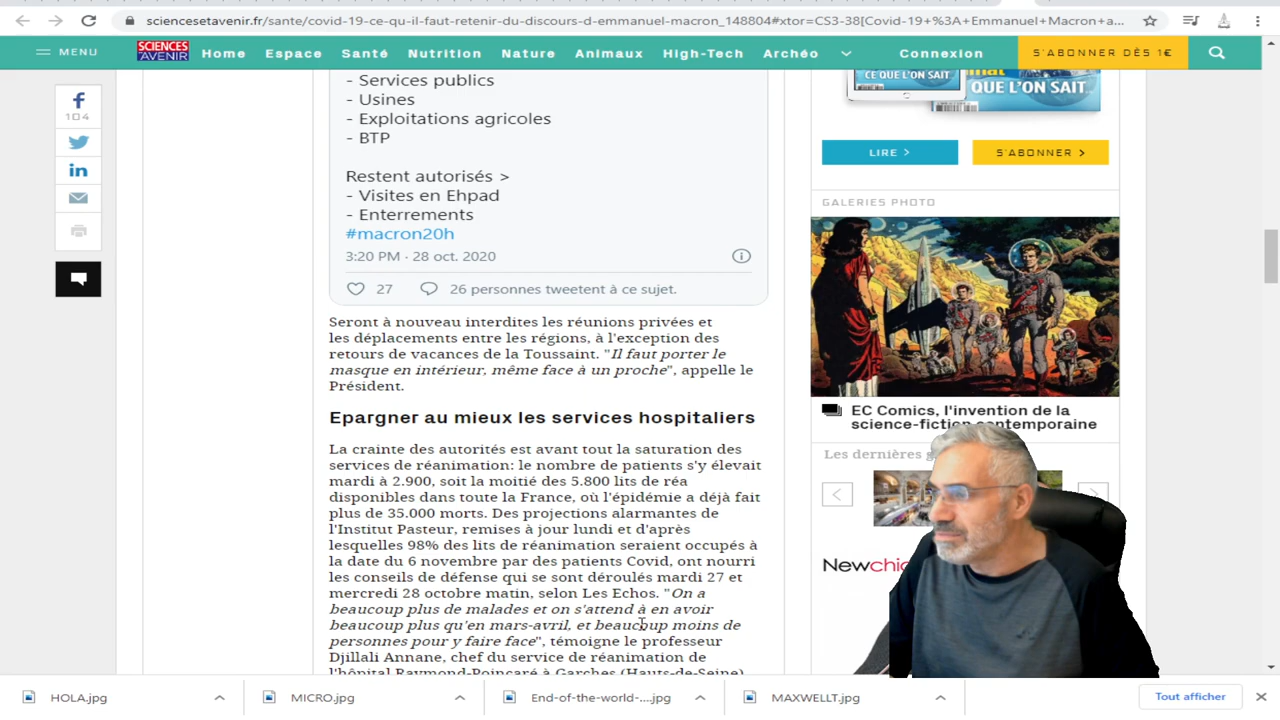 sciencesetavenir.fr/sante/covid-19-ce-qu-il-faut-retenir-du-discours-d-emmanuel-macron_148804#xtor=CS3-38[Covid-19+%3A+Emmanuel+Macron+a...
MENU
SCIENCES AVENIR
Home Espace Santé Nutrition Nature Animaux High-Tech Archéo Connexion S'ABONNER DÈS 1€
104
- Services publics
- Usines
- Exploitations agricoles
- BTP
Restent autorisés >
- Visites en Ehpad
- Enterrements
#macron20h
3:20 PM · 28 oct. 2020
27 26 personnes tweetent à ce sujet.
Seront à nouveau interdites les réunions privées et
les déplacements entre les régions, à l'exception des
retours de vacances de la Toussaint. "Il faut porter le
masque en intérieur, même face à un proche", appelle le
Président.
Epargner au mieux les services hospitaliers
La crainte des autorités est avant tout la saturation des
services de réanimation: le nombre de patients s'y élevait
mardi à 2.900, soit la moitié des 5.800 lits de réa
disponibles dans toute la France, où l'épidémie a déjà fait
plus de 35.000 morts. Des projections alarmantes de
l'Institut Pasteur, remises à jour lundi et d'après
lesquelles 98% des lits de réanimation seraient occupés à
la date du 6 novembre par des patients Covid, ont nourri
les conseils de défense qui se sont déroulés mardi 27 et
mercredi 28 octobre matin, selon Les Echos. "On a
beaucoup plus de malades et on s'attend à en avoir
beaucoup plus qu'en mars-avril, et beaucoup moins de
personnes pour y faire face", témoigne le professeur
Djillali Annane, chef du service de réanimation de
l'hôpital Raymond-Poincaré à Garches (Hauts-de-Seine)
CE QUE L'ON SAIT
QUE L'ON SAIT
LIRE > S'ABONNER >
GALERIES PHOTO
EC Comics, l'invention de la
science-fiction contemporaine
Les dernières
Newchic
HOLA.jpg MICRO.jpg End-of-the-world-....jpg MAXWELLT.jpg Tout afficher